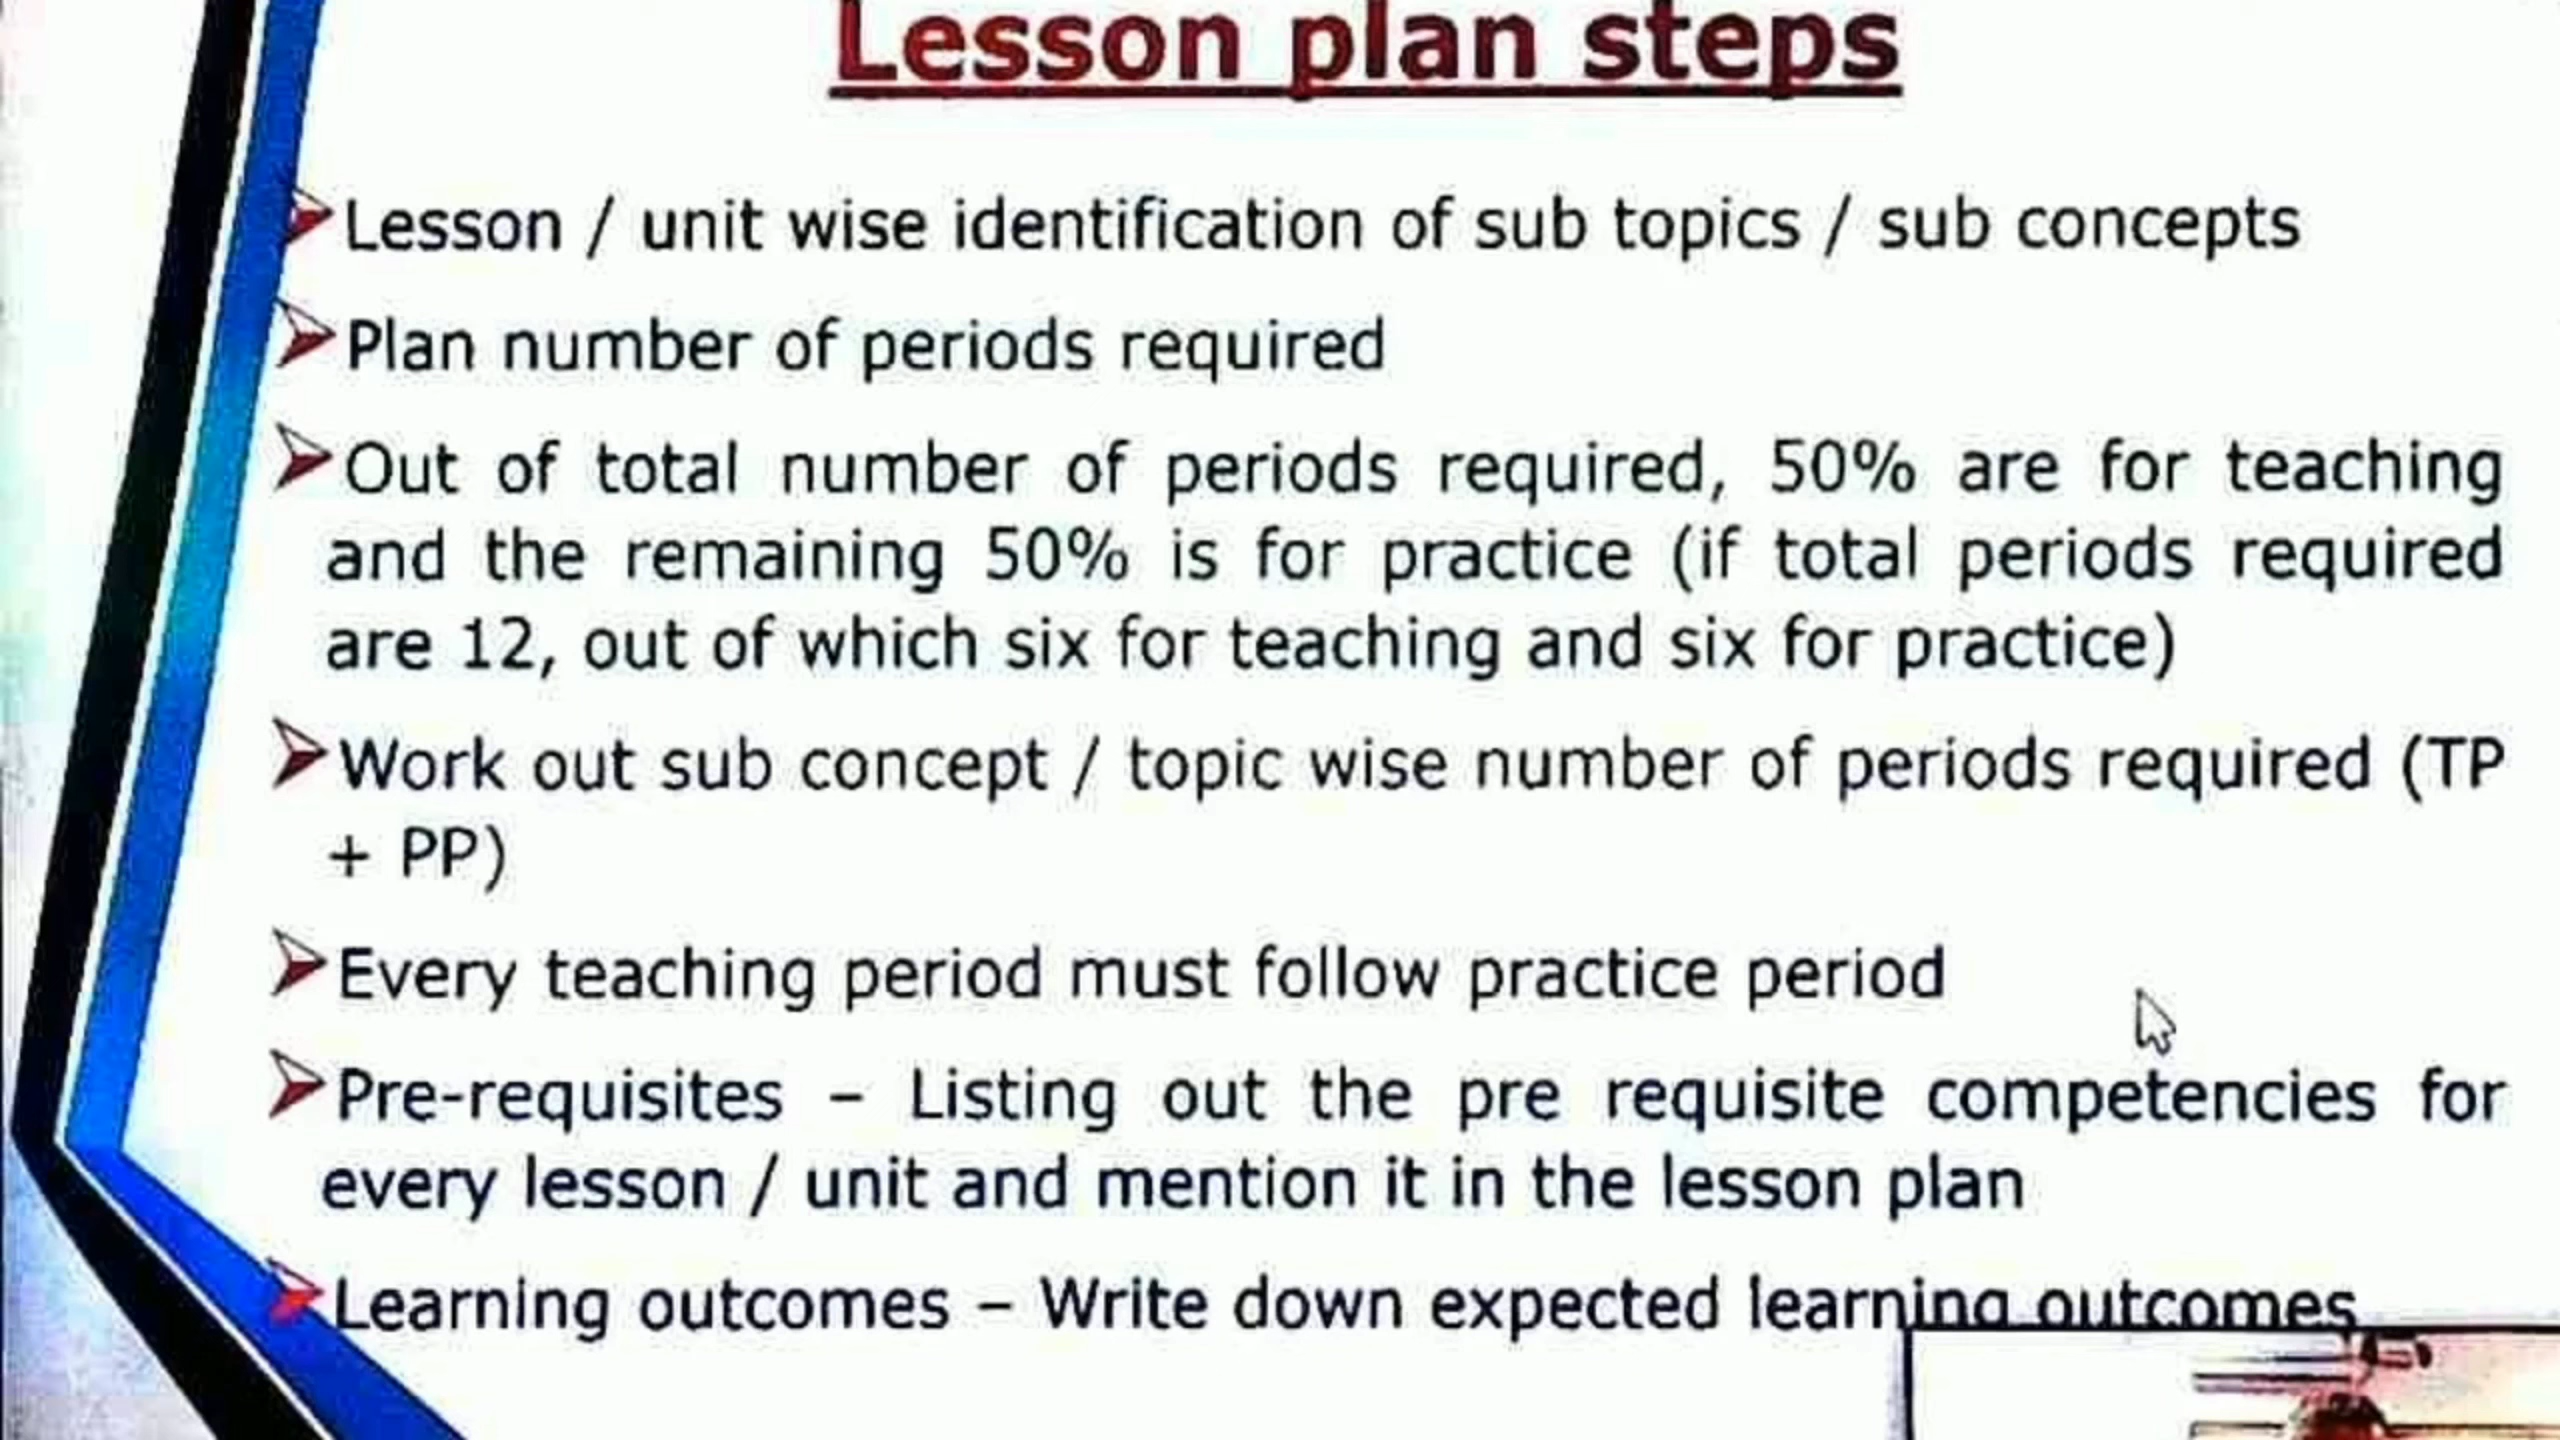 Lesson plan steps
Lesson / unit wise identification of sub topics / sub concepts
Plan number of periods required
Out of total number of periods required, 50% are for teaching
and the remaining 50% is for practice (if total periods required
are 12, out of which six for teaching and six for practice)
Work out sub concept / topic wise number of periods required (TP
+ PP)
Every teaching period must follow practice period
Pre-requisites – Listing out the pre requisite competencies for
every lesson / unit and mention it in the lesson plan
Learning outcomes – Write down expected learning outcomes